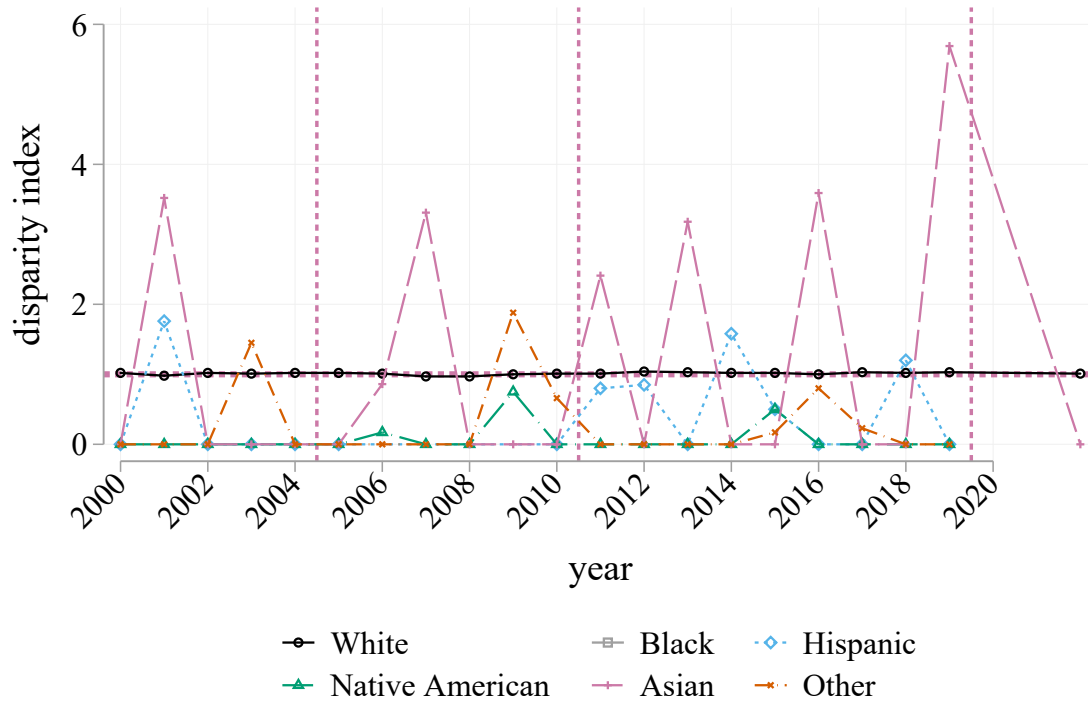 6
4
2
0
disparity index
2000 2002 2004 2006 2008 2010 2012 2014 2016 2018 2020
year
White Black Hispanic
Native American Asian Other